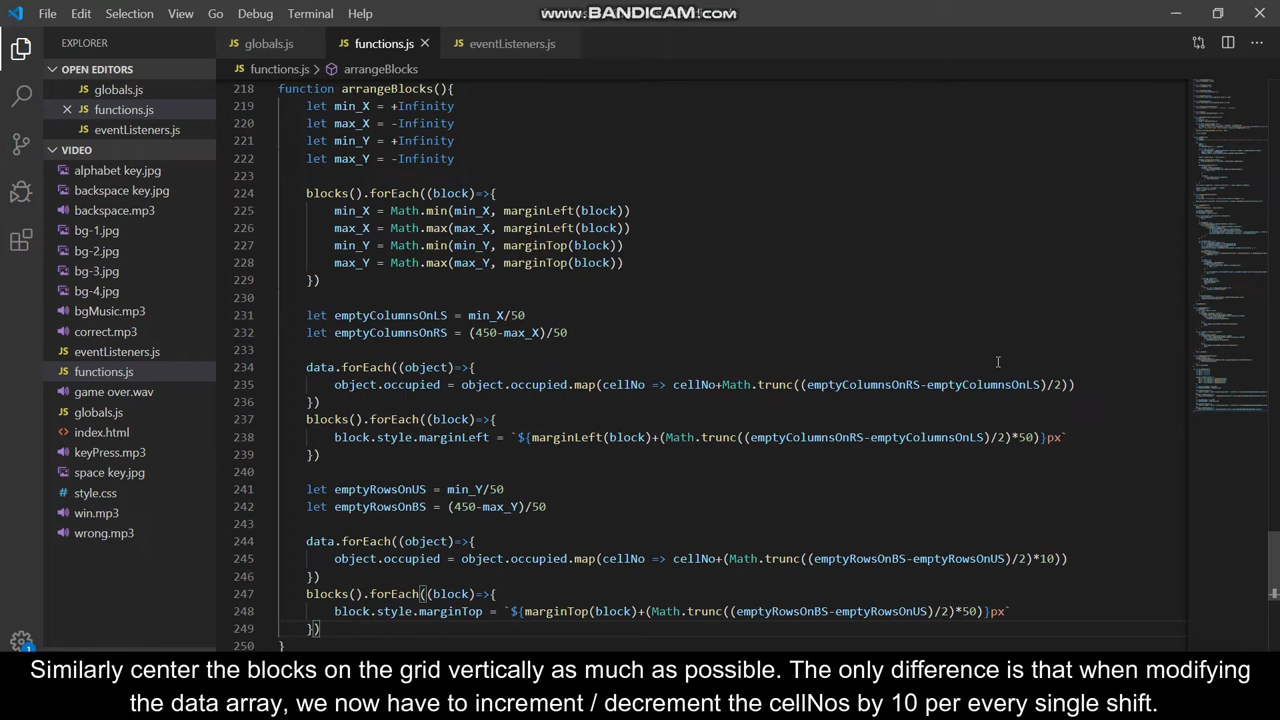 File Edit Selection View Go Debug Terminal Help
www.BANDICAM.com
EXPLORER
globals.js
functions.js
eventListeners.js
functions.js
arrangeBlocks
OPEN EDITORS
globals.js
functions.js
eventListeners.js
VIDEO
alphabet key.jpg
backspace key.jpg
backspace.mp3
bg-1.jpg
bg-2.jpg
bg-3.jpg
bg-4.jpg
bgMusic.mp3
correct.mp3
eventListeners.js
functions.js
game over.wav
globals.js
index.html
keyPress.mp3
space key.jpg
style.css
win.mp3
wrong.mp3
1
218 function arrangeBlocks(){
219 let min_X = +Infinity
220 let max_X = -Infinity
221 let min_Y = +Infinity
222 let max_Y = -Infinity
223
224 blocks().forEach((block)=>{
225 min_X = Math.min(min_X, marginLeft(block))
226 max_X = Math.max(max_X, marginLeft(block))
227 min_Y = Math.min(min_Y, marginTop(block))
228 max_Y = Math.max(max_Y, marginTop(block))
229 })
230
231 let emptyColumnsOnLS = min_X/50
232 let emptyColumnsOnRS = (450-max_X)/50
233
234 data.forEach((object)=>{
235 object.occupied = object.occupied.map(cellNo => cellNo+Math.trunc((emptyColumnsOnRS-emptyColumnsOnLS)/2))
236 })
237 blocks().forEach((block)=>{
238 block.style.marginLeft = `${marginLeft(block)+(Math.trunc((emptyColumnsOnRS-emptyColumnsOnLS)/2)*50)}px`
239 })
240
241 let emptyRowsOnUS = min_Y/50
242 let emptyRowsOnBS = (450-max_Y)/50
243
244 data.forEach((object)=>{
245 object.occupied = object.occupied.map(cellNo => cellNo+(Math.trunc((emptyRowsOnBS-emptyRowsOnUS)/2)*10))
246 })
247 blocks().forEach((block)=>{
248 block.style.marginTop = `${marginTop(block)+(Math.trunc((emptyRowsOnBS-emptyRowsOnUS)/2)*50)}px`
249 })
250 }
Similarly center the blocks on the grid vertically as much as possible. The only difference is that when modifying
the data array, we now have to increment / decrement the cellNos by 10 per every single shift.